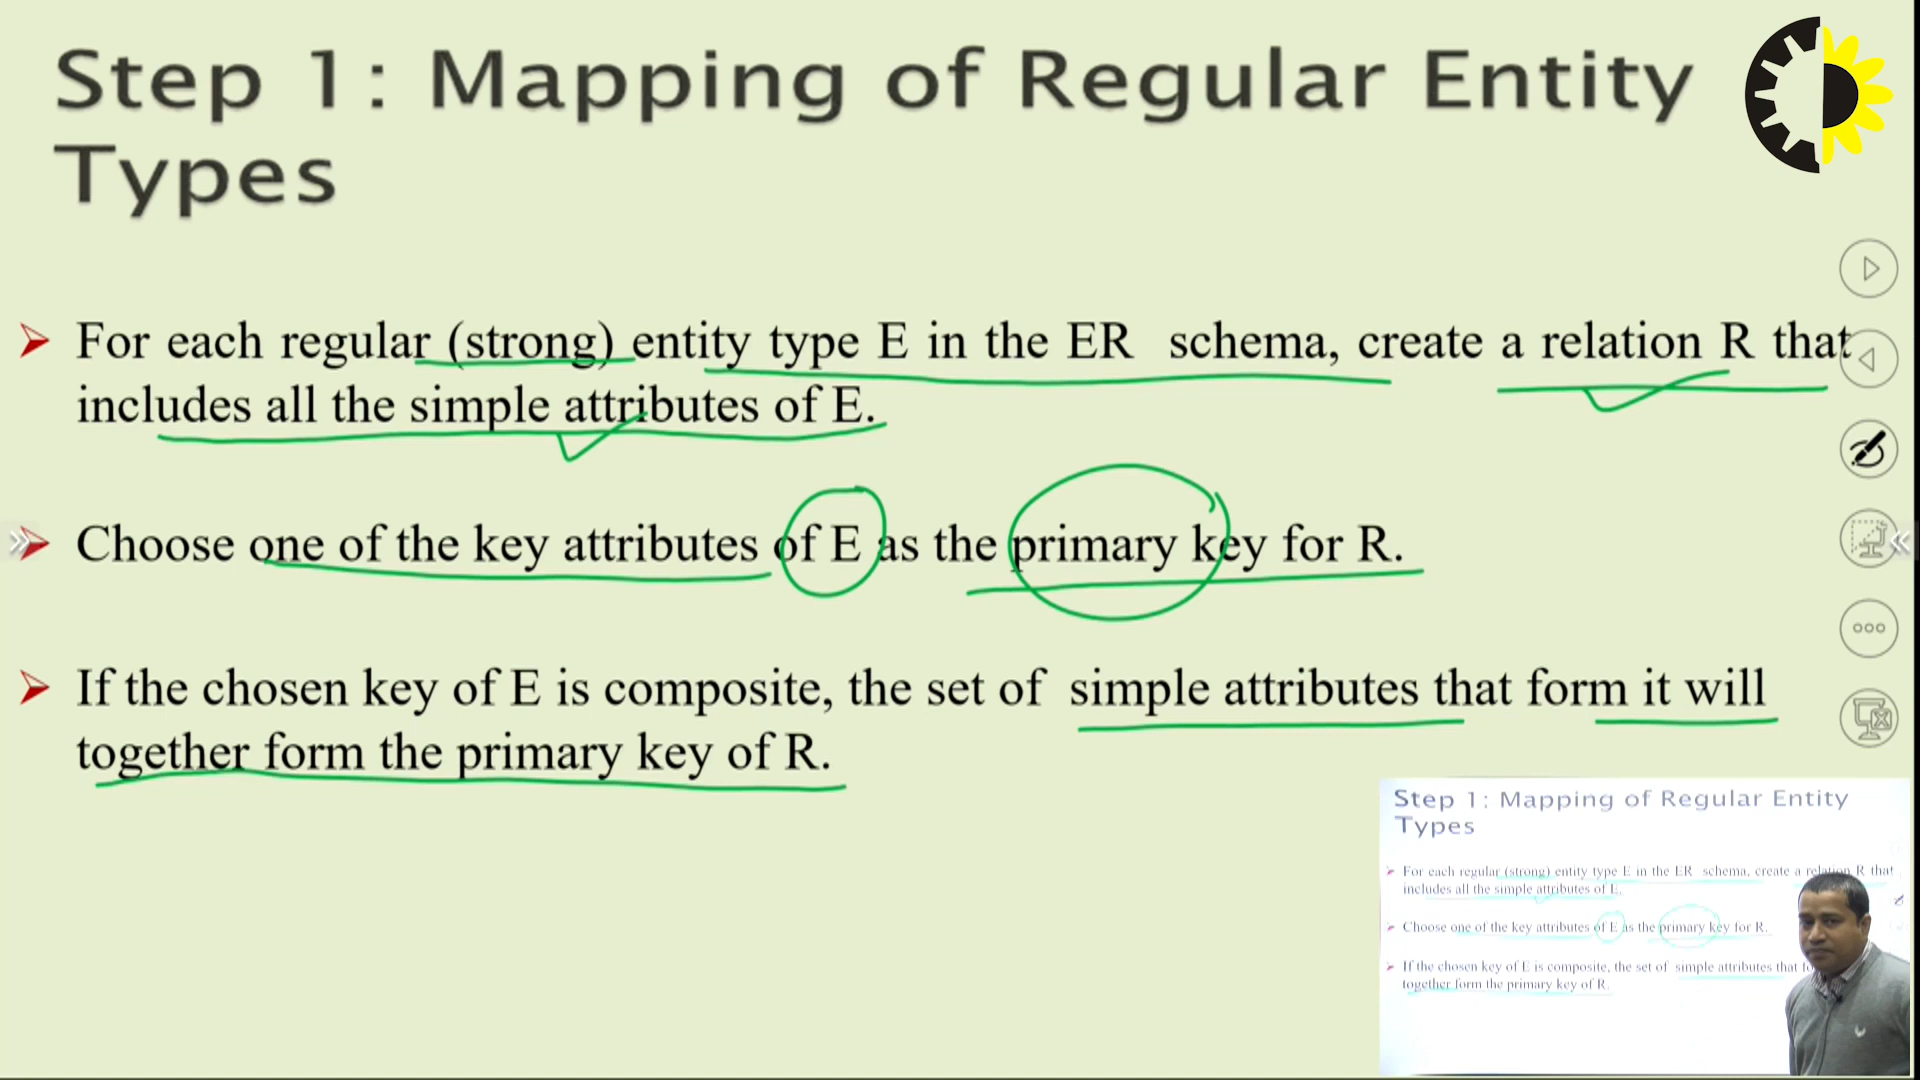 Step 1: Mapping of Regular Entity
Types
For each regular (strong) entity type E in the ER schema, create a relation R that
includes all the simple attributes of E.
Choose one of the key attributes of E as the primary key for R.
If the chosen key of E is composite, the set of simple attributes that form it will
together form the primary key of R.
Step 1: Mapping of Regular Entity
Types
For each regular (strong) entity type E in the ER schema, create a relation R that
includes all the simple attributes of E.
Choose one of the key attributes of E as the primary key for R.
If the chosen key of E is composite, the set of simple attributes that
together form the primary key of R.